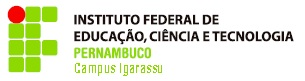 INSTITUTO FEDERAL DE
EDUCAÇÃO, CIÊNCIA E TECNOLOGIA
PERNAMBUCO
Campus Igarassu